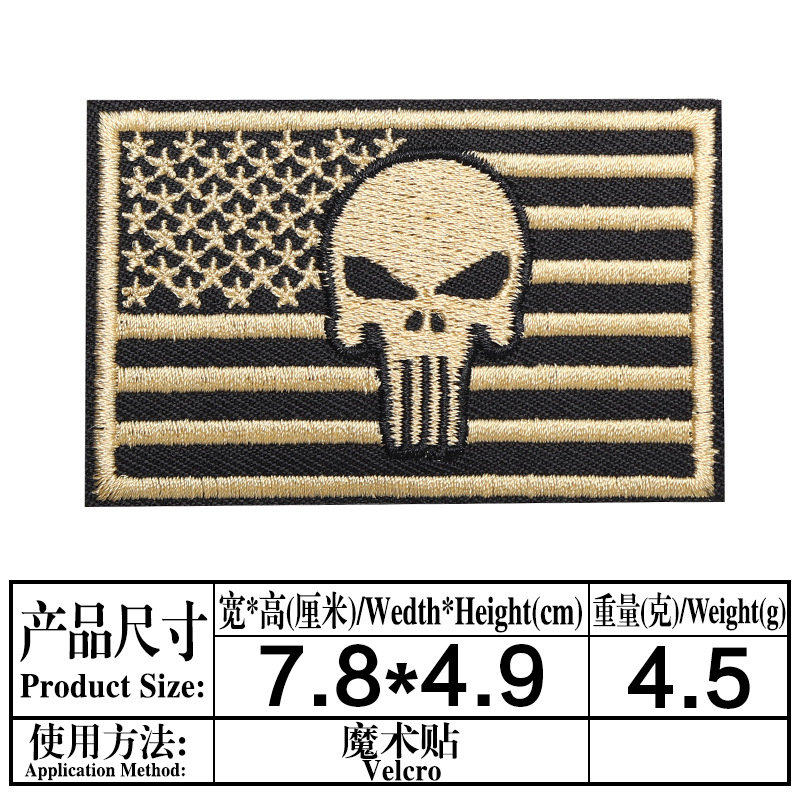 产品尺寸
Product Size:
宽*高(厘米)/Wedth*Height(cm)
重量(克)/Weight(g)
7.8*4.9
4.5
使用方法:
Application Method:
魔术贴
Velcro